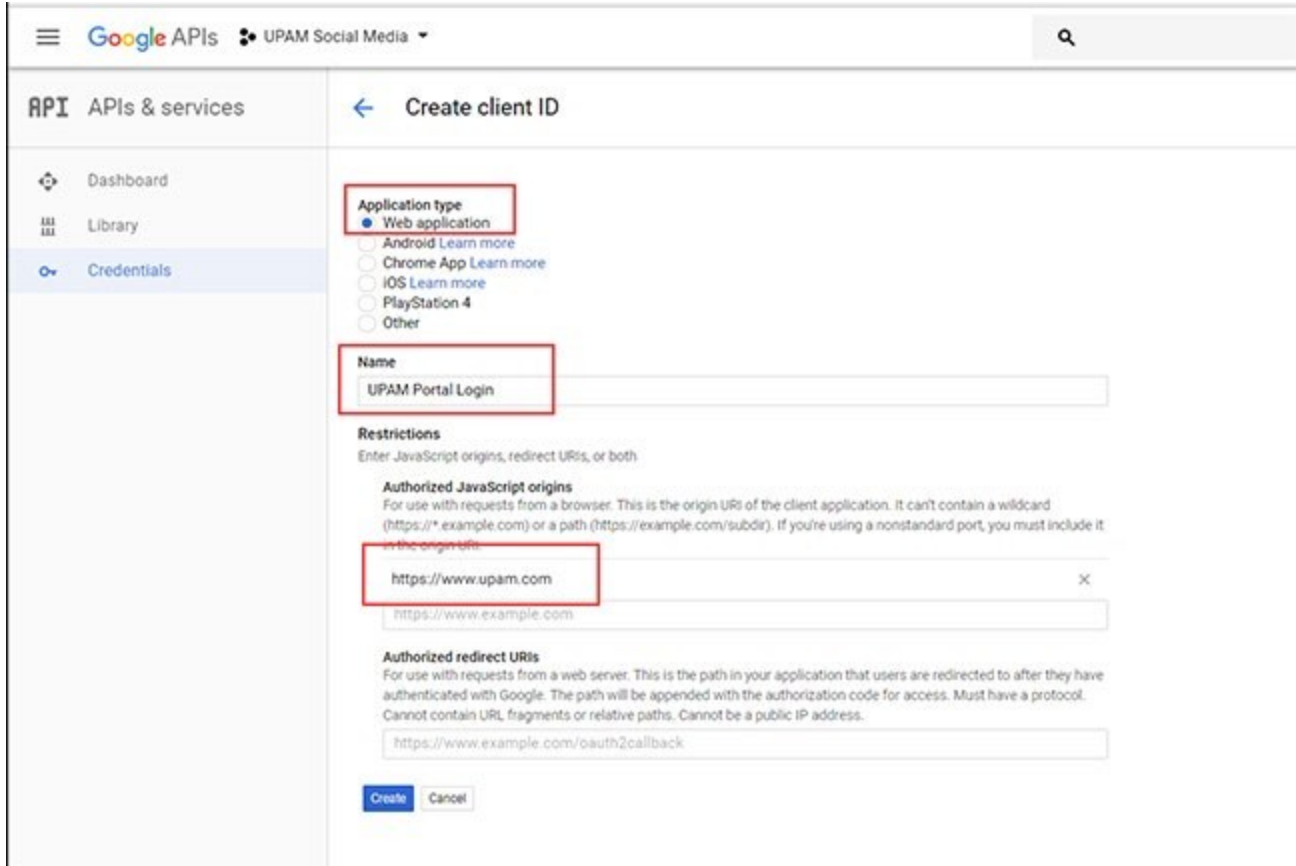 Google APIs UPAM Social Media
API APIs & services
Create client ID
Dashboard
Library
Credentials
Application type
Web application
Android Learn more
Chrome App Learn more
iOS Learn more
PlayStation 4
Other
Name
UPAM Portal Login
Restrictions
Enter JavaScript origins, redirect URIs, or both
Authorized JavaScript origins
For use with requests from a browser. This is the origin URI of the client application. It can't contain a wildcard
(https://*.example.com) or a path (https://example.com/subdir). If you're using a nonstandard port, you must include it
in the origin URI.
https://www.upam.com
https://www.example.com
Authorized redirect URIs
For use with requests from a web server. This is the path in your application that users are redirected to after they have
authenticated with Google. The path will be appended with the authorization code for access. Must have a protocol.
Cannot contain URL fragments or relative paths. Cannot be a public IP address.
https://www.example.com/oauth2callback
Create Cancel